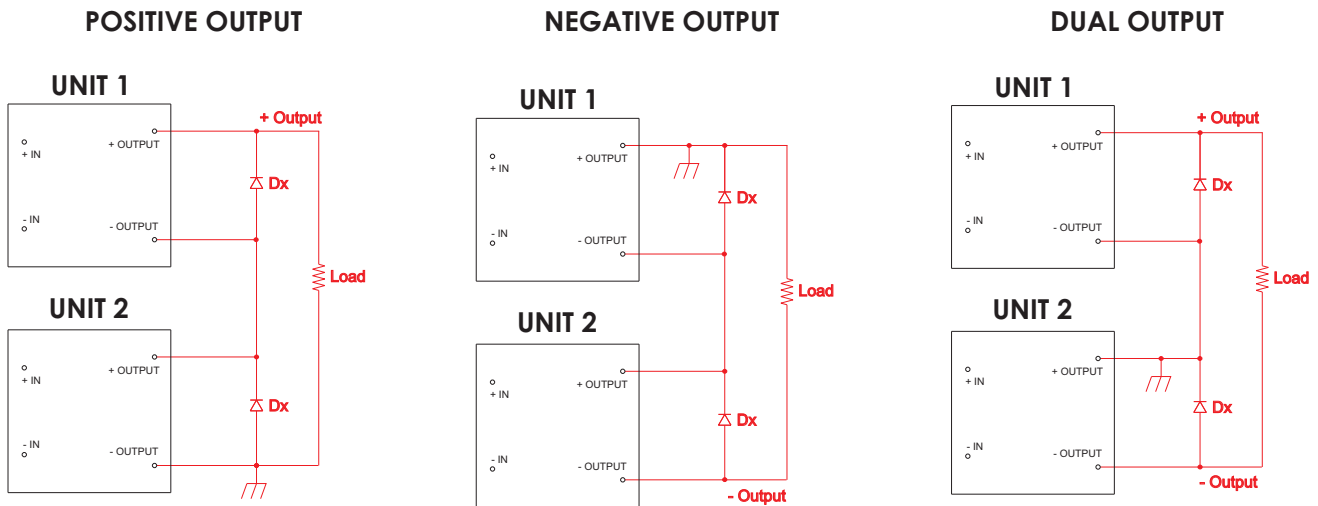 POSITIVE OUTPUT
UNIT 1
+ Output
+ IN
+ OUTPUT
Dx
- IN
- OUTPUT
Load
UNIT 2
+ IN
+ OUTPUT
Dx
- IN
- OUTPUT
NEGATIVE OUTPUT
UNIT 1
+ IN
+ OUTPUT
Dx
- IN
- OUTPUT
Load
UNIT 2
+ IN
+ OUTPUT
Dx
- IN
- OUTPUT
- Output
DUAL OUTPUT
UNIT 1
+ Output
+ IN
+ OUTPUT
Dx
- IN
- OUTPUT
Load
UNIT 2
+ IN
+ OUTPUT
Dx
- IN
- OUTPUT
- Output